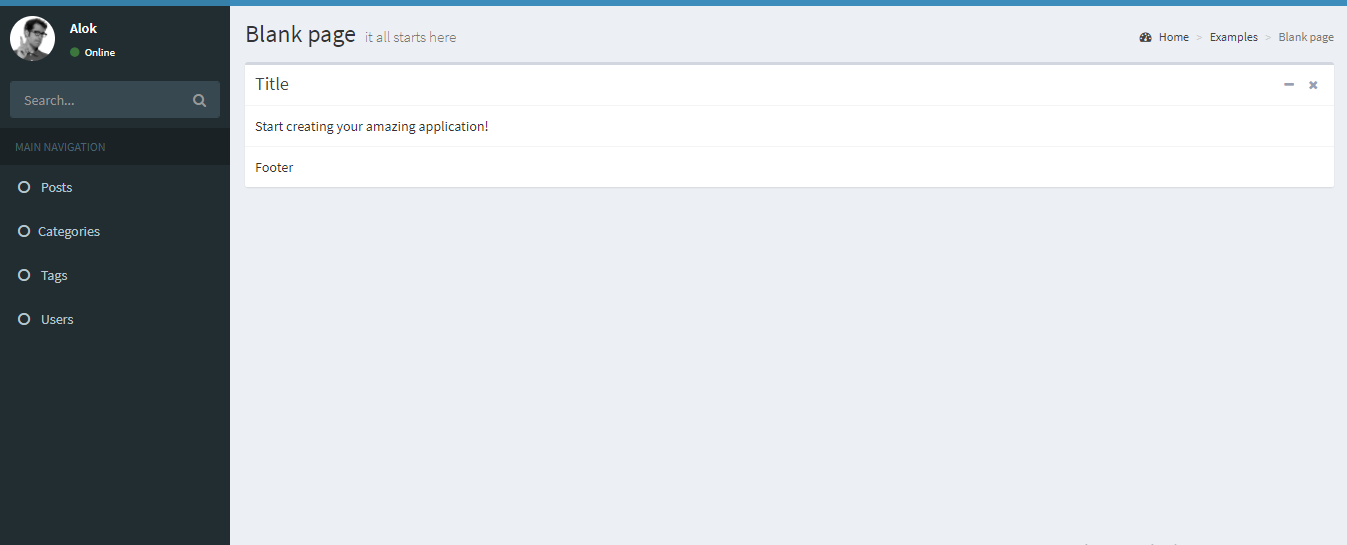 Alok
Online
Search...
MAIN NAVIGATION
Posts
Categories
Tags
Users
Blank page it all starts here
Home > Examples > Blank page
Title
Start creating your amazing application!
Footer